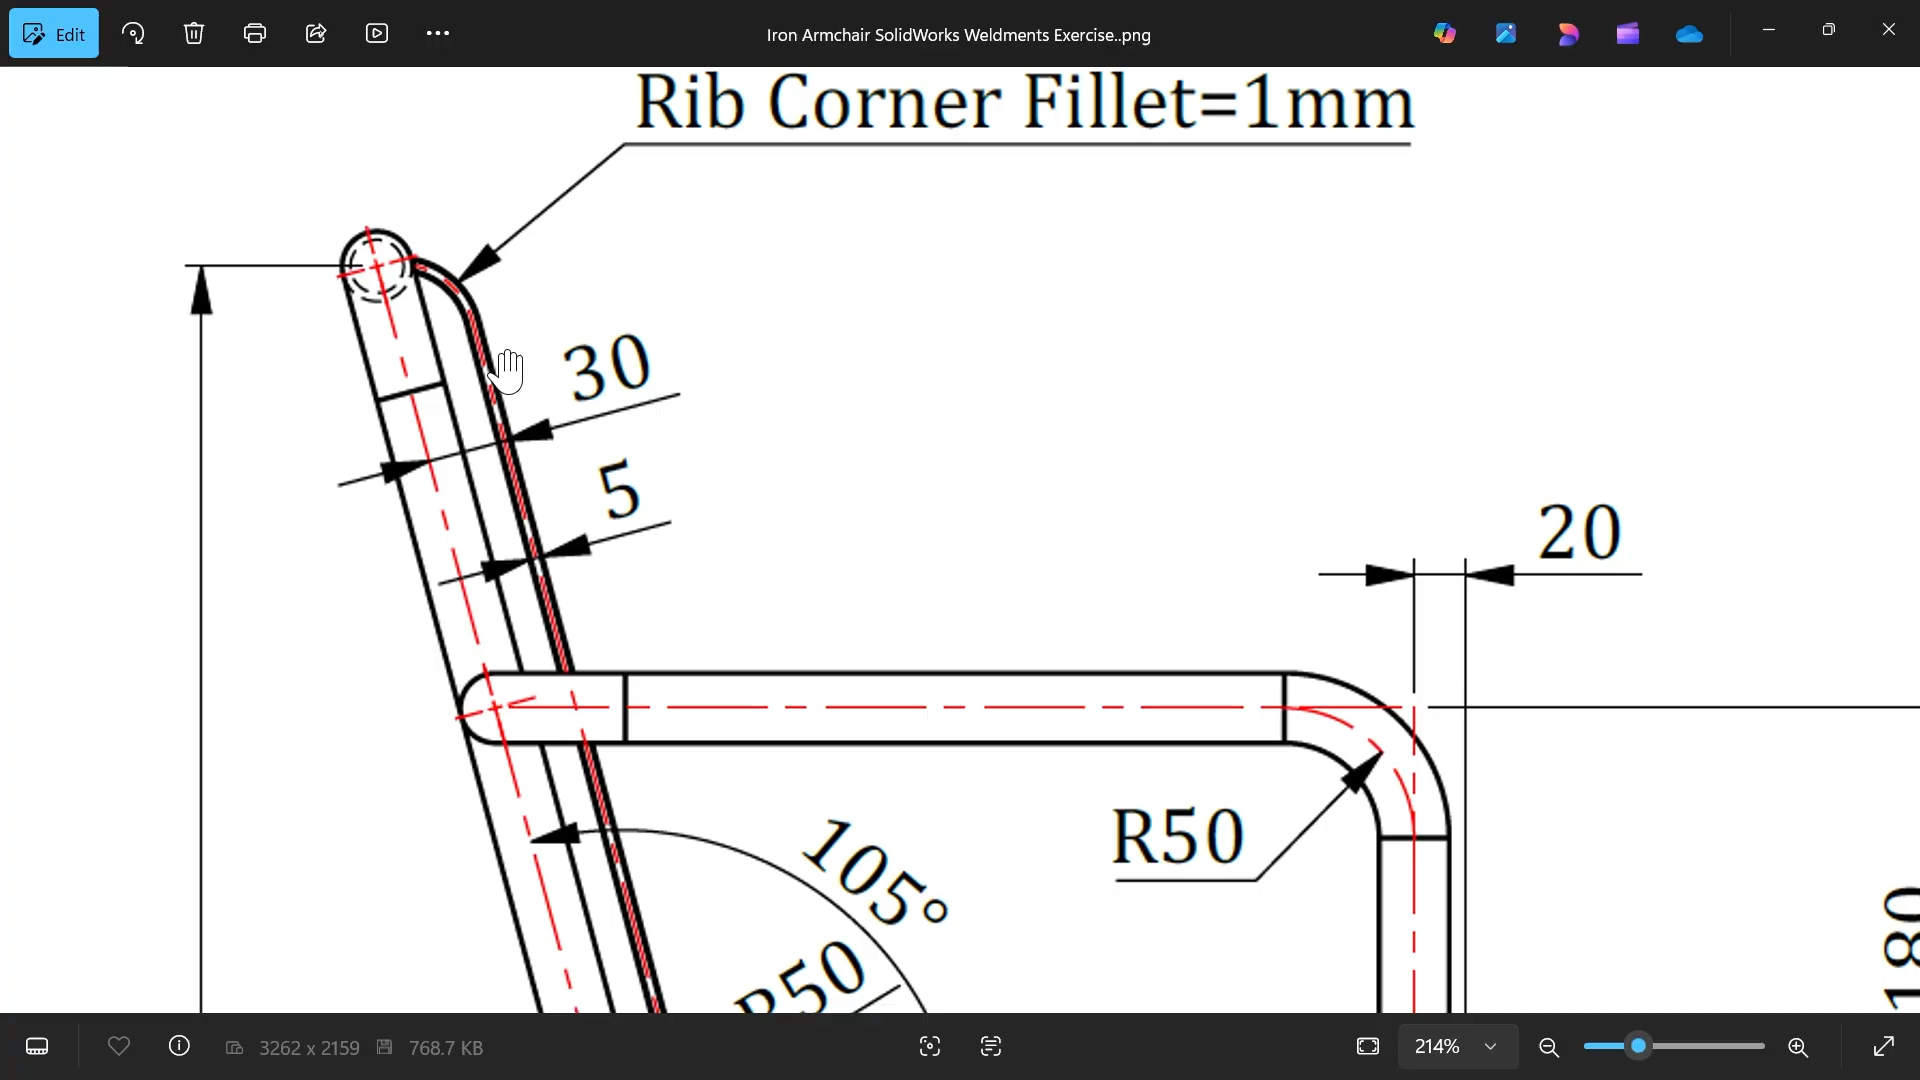 Edit
Iron Armchair SolidWorks Weldments Exercise..png
Rib Corner Fillet=1mm
30
5
20
R50
105°
R50
180
3262 x 2159
768.7 KB
214%